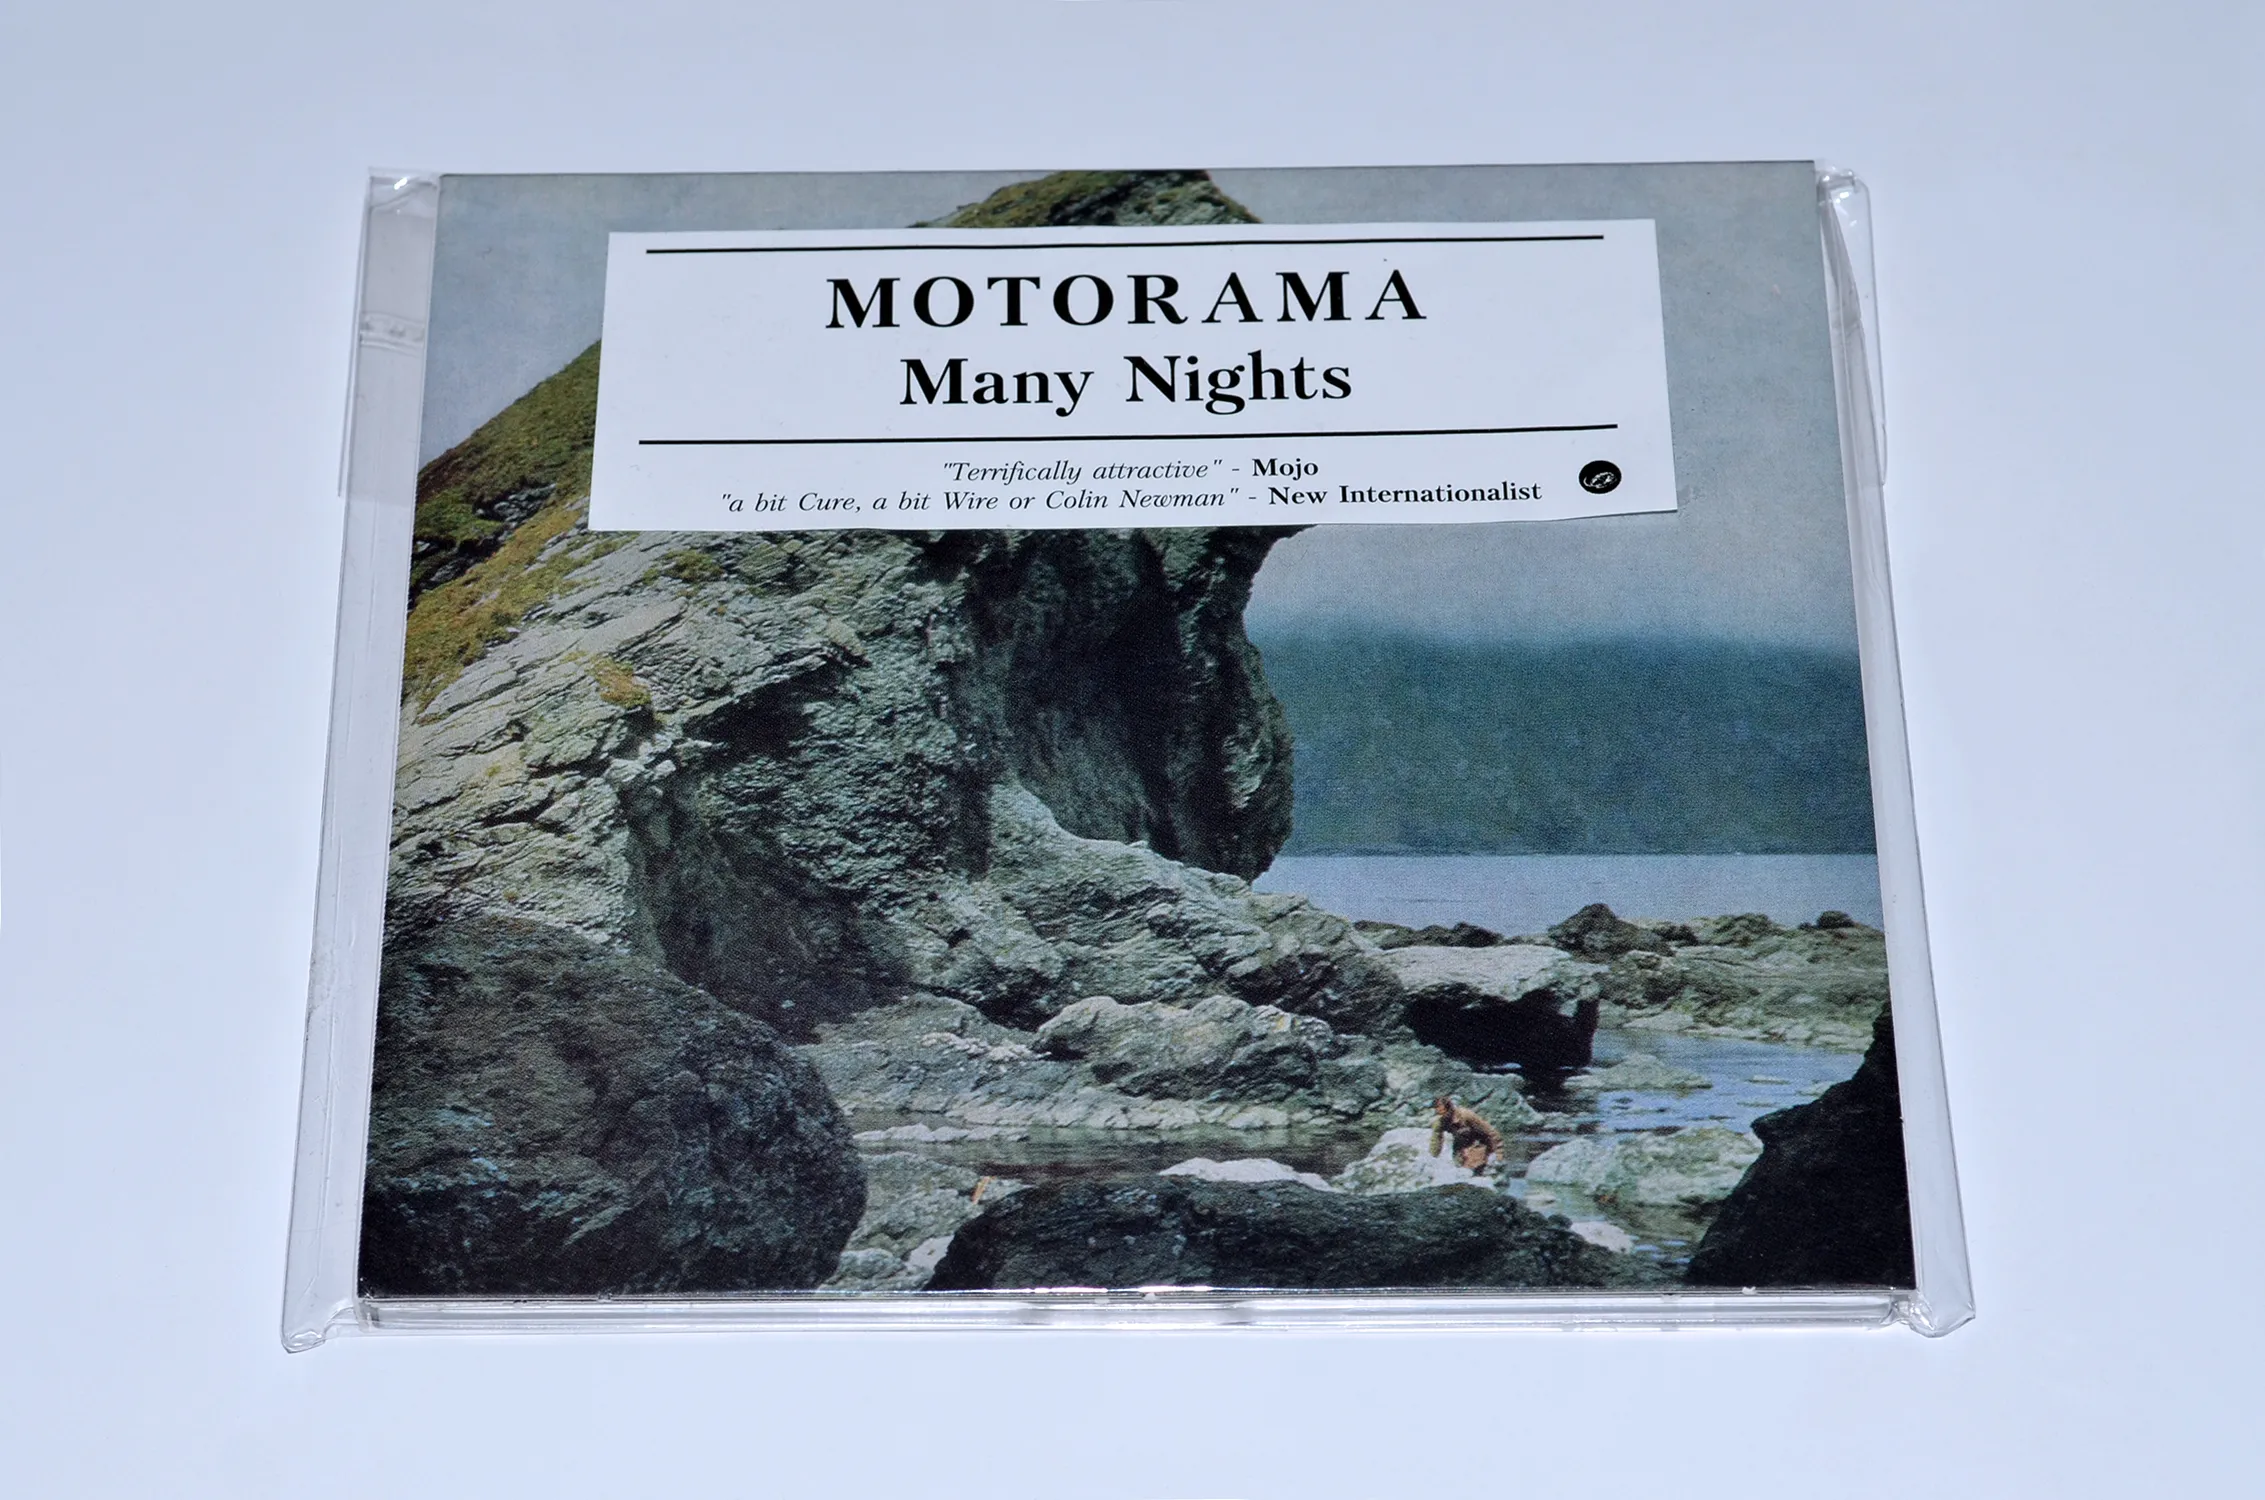 MOTORAMA
Many Nights
"Terrifically attractive" - Mojo
"a bit Cure, a bit Wire or Colin Newman" - New Internationalist